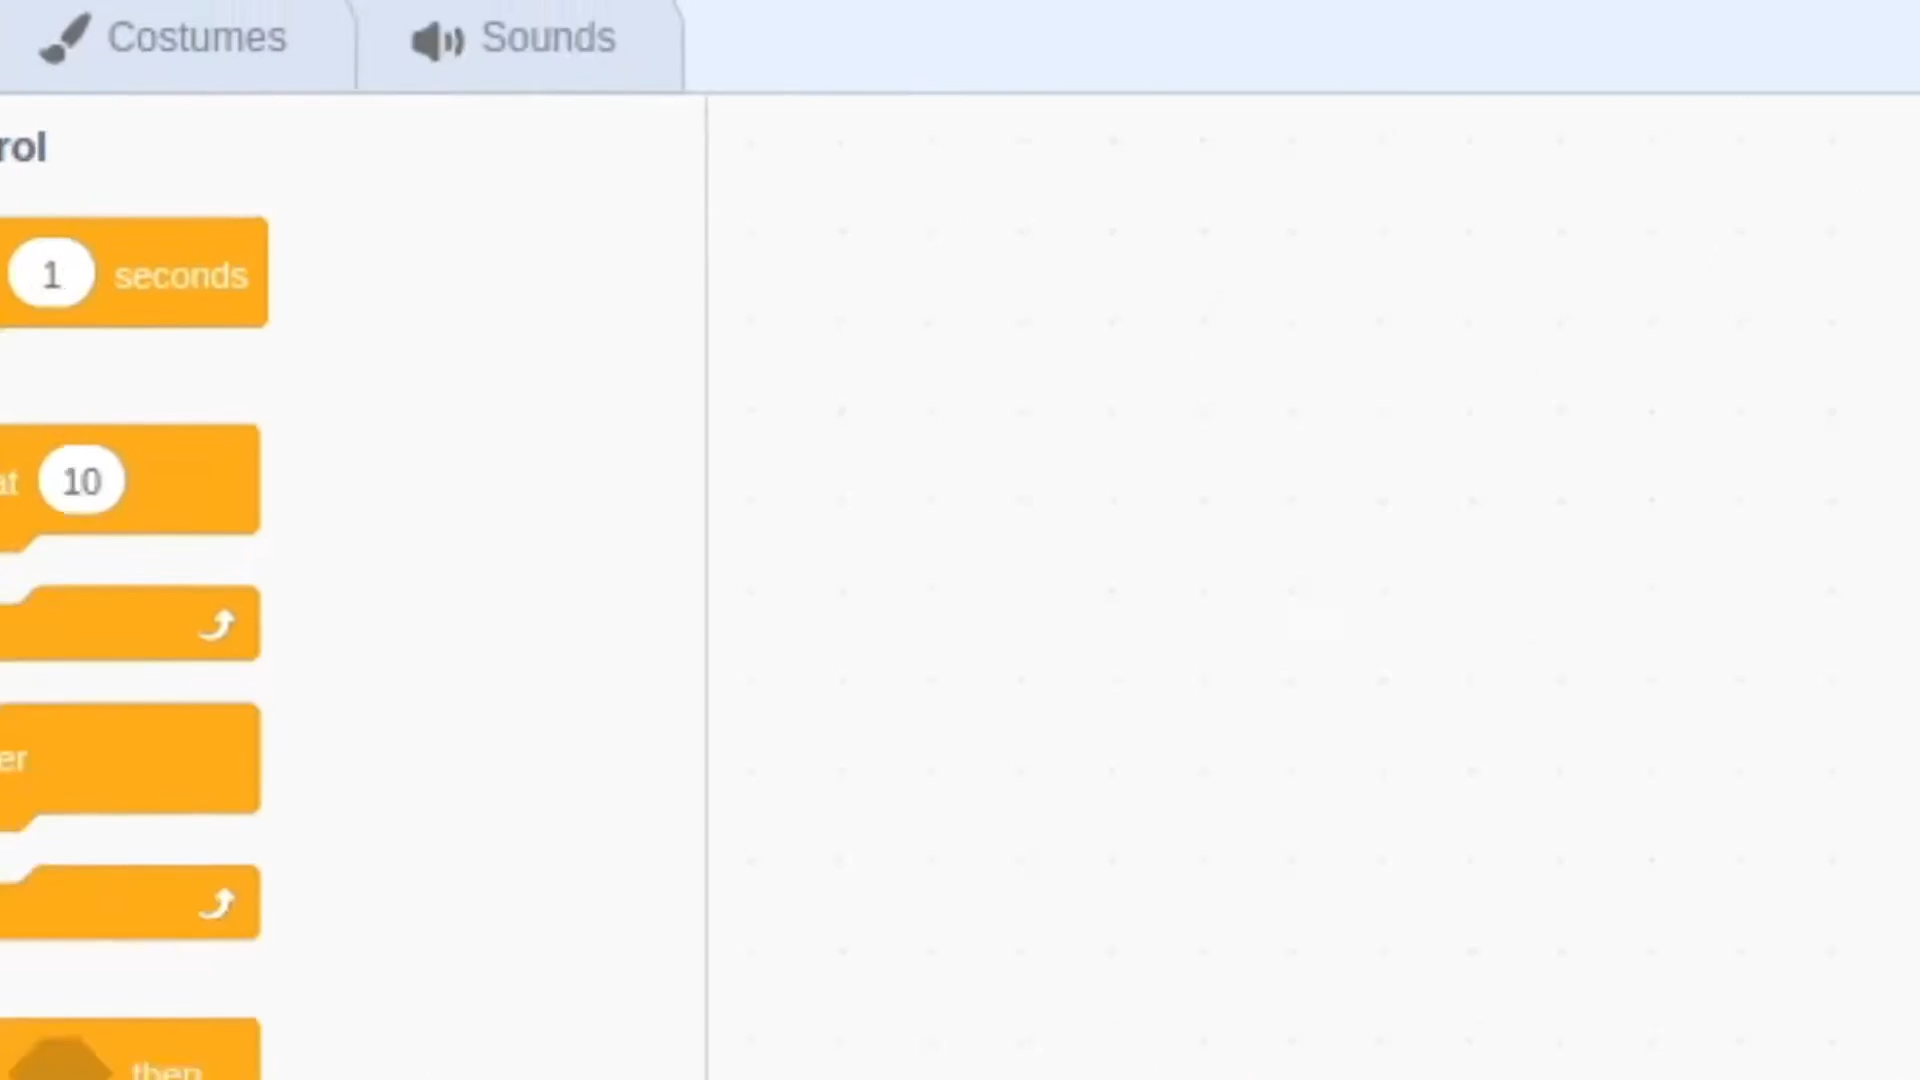 Costumes
Sounds
rol
1 seconds
at 10
er
then